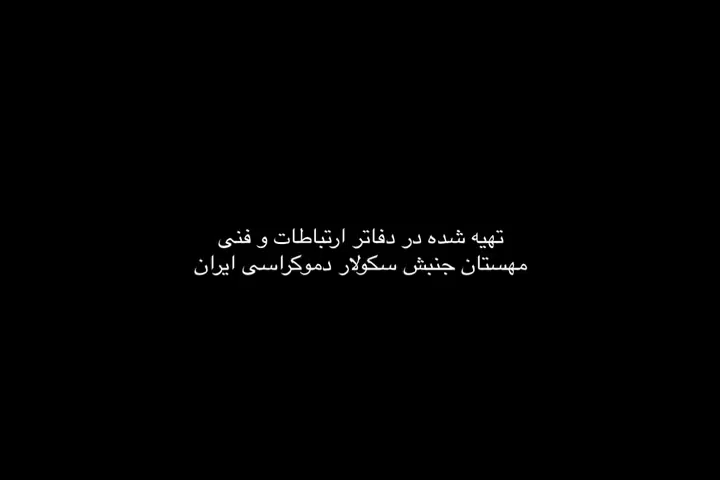 تهیه شده در دفاتر ارتباطات و فنی
مهستان جنبش سکولار دموکراسی ایران